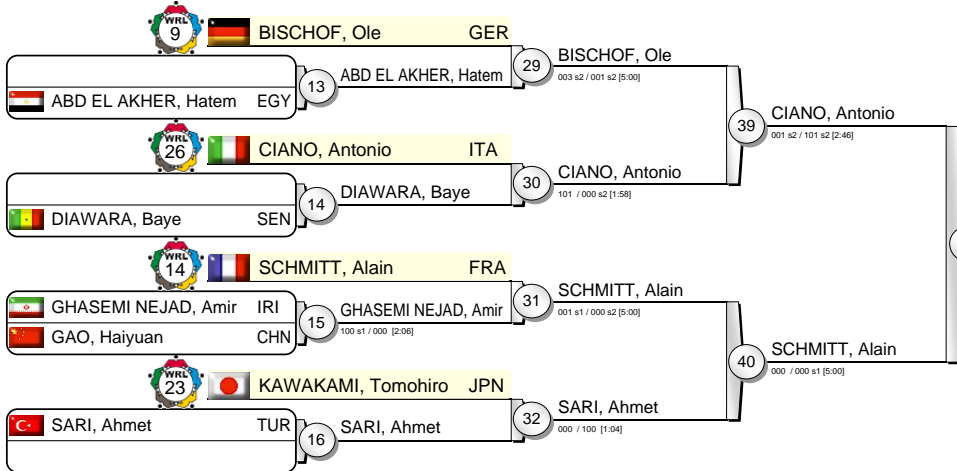 WRL
9
BISCHOF, Ole GER
ABD EL AKHER, Hatem EGY
13
ABD EL AKHER, Hatem
29
BISCHOF, Ole
003 s2 / 001 s2 [5:00]
WRL
26
CIANO, Antonio ITA
DIAWARA, Baye SEN
14
DIAWARA, Baye
30
CIANO, Antonio
101 / 000 s2 [1:58]
39
CIANO, Antonio
001 s2 / 101 s2 [2:46]
WRL
14
SCHMITT, Alain FRA
GHASEMI NEJAD, Amir IRI
GAO, Haiyuan CHN
15
GHASEMI NEJAD, Amir
100 s1 / 000 [2:06]
31
SCHMITT, Alain
001 s1 / 000 s2 [5:00]
WRL
23
KAWAKAMI, Tomohiro JPN
SARI, Ahmet TUR
16
SARI, Ahmet
32
SARI, Ahmet
000 / 100 [1:04]
40
SCHMITT, Alain
000 / 000 s1 [5:00]